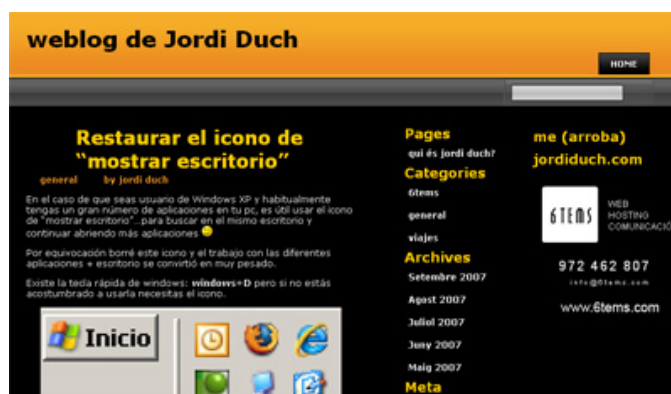 weblog de Jordi Duch
HOME
Restaurar el icono de
“mostrar escritorio”
general by jordi duch
En el caso de que seas usuario de Windows XP y habitualmente
tengas un gran número de aplicaciones en tu pc, es útil usar el icono
de "mostrar escritorio"...para buscar en el mismo escritorio y
continuar abriendo más aplicaciones
Por equivocación borré este icono y el trabajo con las diferentes
aplicaciones + escritorio se convirtió en muy pesado.
Existe la tecla rápida de windows: windows+D pero si no estás
acostumbrado a usarla necesitas el icono.
Inicio
Pages
qui és jordi duch?
Categories
6tems
general
viajes
Archives
Setembre 2007
Agost 2007
Juliol 2007
Juny 2007
Maig 2007
Meta
me (arroba)
jordiduch.com
6TEMS
WEB
HOSTING
COMUNICACIÓ
972 462 807
info@6tems.com
www.6tems.com